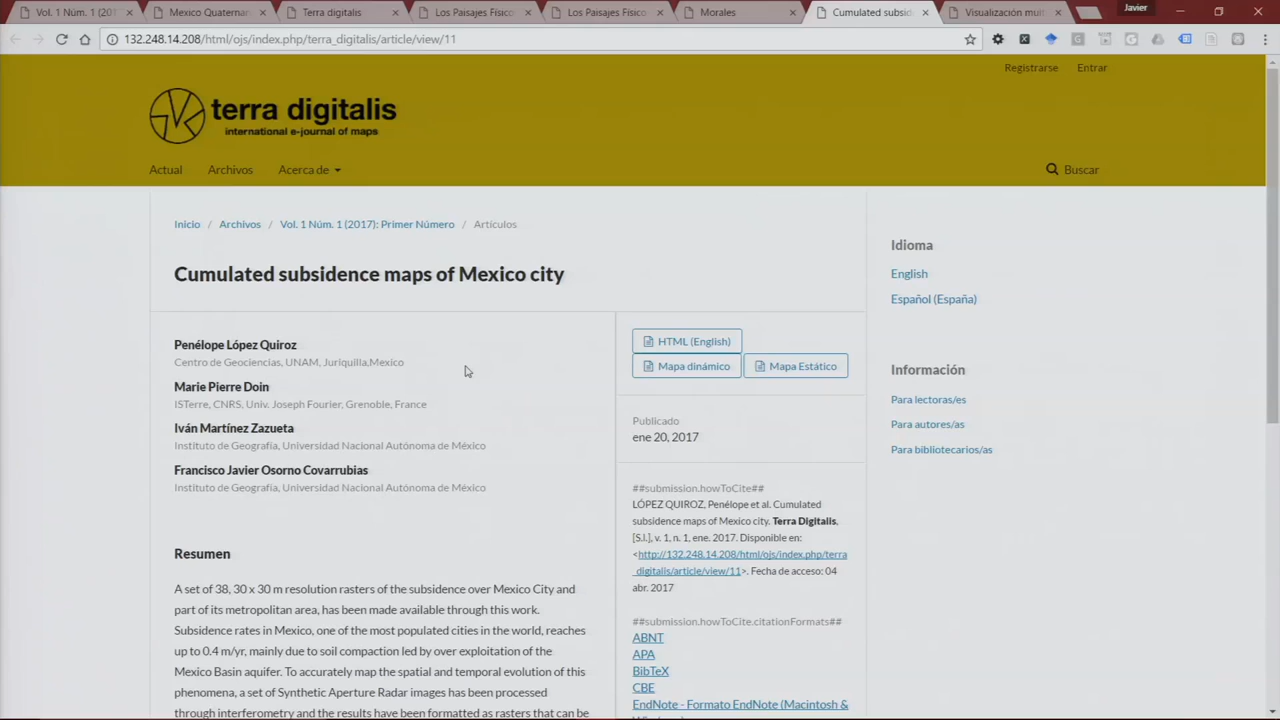 Vol. 1 Núm. 1 (201
Mexico Quaternar
Terra digitalis
Los Paisajes Físico
Los Paisajes Físico
Morales
Cumulated subsid
Visualización mult
Javier
132.248.14.208/html/ojs/index.php/terra_digitalis/article/view/11
Registrarse Entrar
terra digitalis
international e-journal of maps
Actual Archivos Acerca de Buscar
Inicio / Archivos / Vol. 1 Núm. 1 (2017): Primer Número / Artículos
Cumulated subsidence maps of Mexico city
Penélope López Quiroz
Centro de Geociencias, UNAM, Juriquilla,Mexico
Marie Pierre Doin
ISTerre, CNRS, Univ. Joseph Fourier, Grenoble, France
Iván Martínez Zazueta
Instituto de Geografía, Universidad Nacional Autónoma de México
Francisco Javier Osorno Covarrubias
Instituto de Geografía, Universidad Nacional Autónoma de México
Resumen
A set of 38, 30 x 30 m resolution rasters of the subsidence over Mexico City and
part of its metropolitan area, has been made available through this work.
Subsidence rates in Mexico, one of the most populated cities in the world, reaches
up to 0.4 m/yr, mainly due to soil compaction led by over exploitation of the
Mexico Basin aquifer. To accurately map the spatial and temporal evolution of this
phenomena, a set of Synthetic Aperture Radar images has been processed
through interferometry and the results have been formatted as rasters that can be
HTML (English)
Mapa dinámico
Mapa Estático
Publicado
ene 20, 2017
##submission.howToCite##
LÓPEZ QUIROZ, Penélope et al. Cumulated
subsidence maps of Mexico city. Terra Digitalis,
[S.l.], v. 1, n. 1, ene. 2017. Disponible en:
<http://132.248.14.208/html/ojs/index.php/terra
_digitalis/article/view/11>. Fecha de acceso: 04
abr. 2017
##submission.howToCite.citationFormats##
ABNT
APA
BibTeX
CBE
EndNote - Formato EndNote (Macintosh &
Idioma
English
Español (España)
Información
Para lectoras/es
Para autores/as
Para bibliotecarios/as